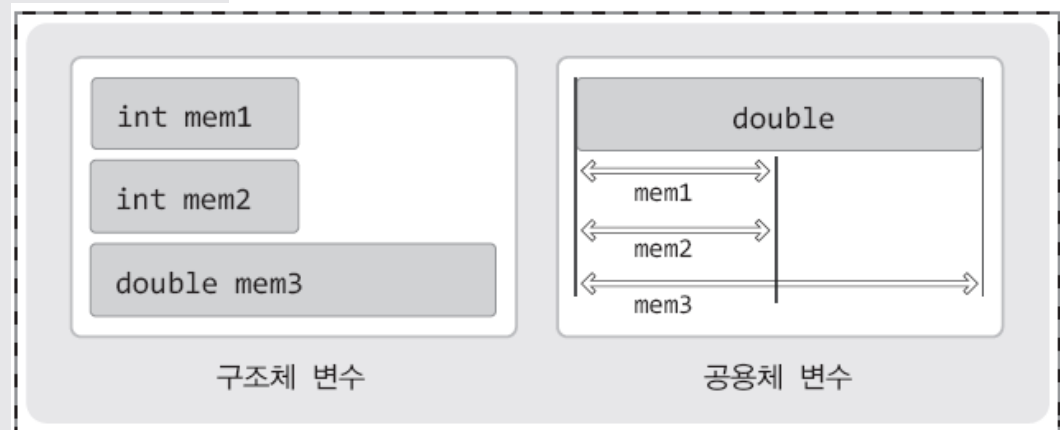 int mem1
int mem2
double mem3
구조체 변수
double
mem1
mem2
mem3
공용체 변수